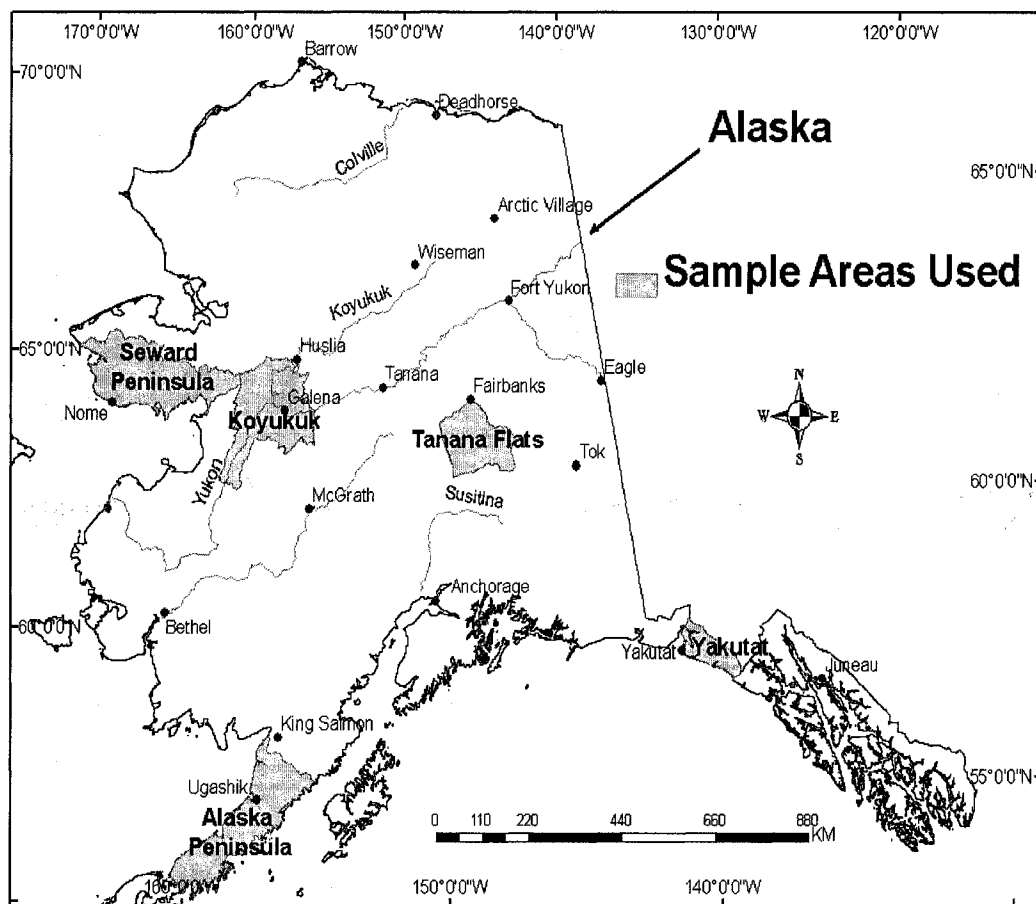 170°0'0"W
160°0'0"W
150°0'0"W
140°0'0"W
130°0'0"W
120°0'0"W
Barrow
70°0'0"N
Deadhorse
Alaska
Colville
65°0'0"N
Arctic Village
Wiseman
Sample Areas Used
Koyukuk
Fort Yukon
65°0'0"N
Seward
Peninsula
Huslia
Tanana
Eagle
Fairbanks
Galena
Nome
Koyukuk
Tanana Flats
N
W E
S
Tok
60°0'0"N
Yukon
McGrath
Susitina
Anchorage
60°0'0"N
Bethel
Yakutat
Yakutat
Juneau
King Salmon
55°0'0"N
Ugashik
Alaska
Peninsula
0 110 220 440 660 880
KM
160°0'0"W
150°0'0"W
140°0'0"W